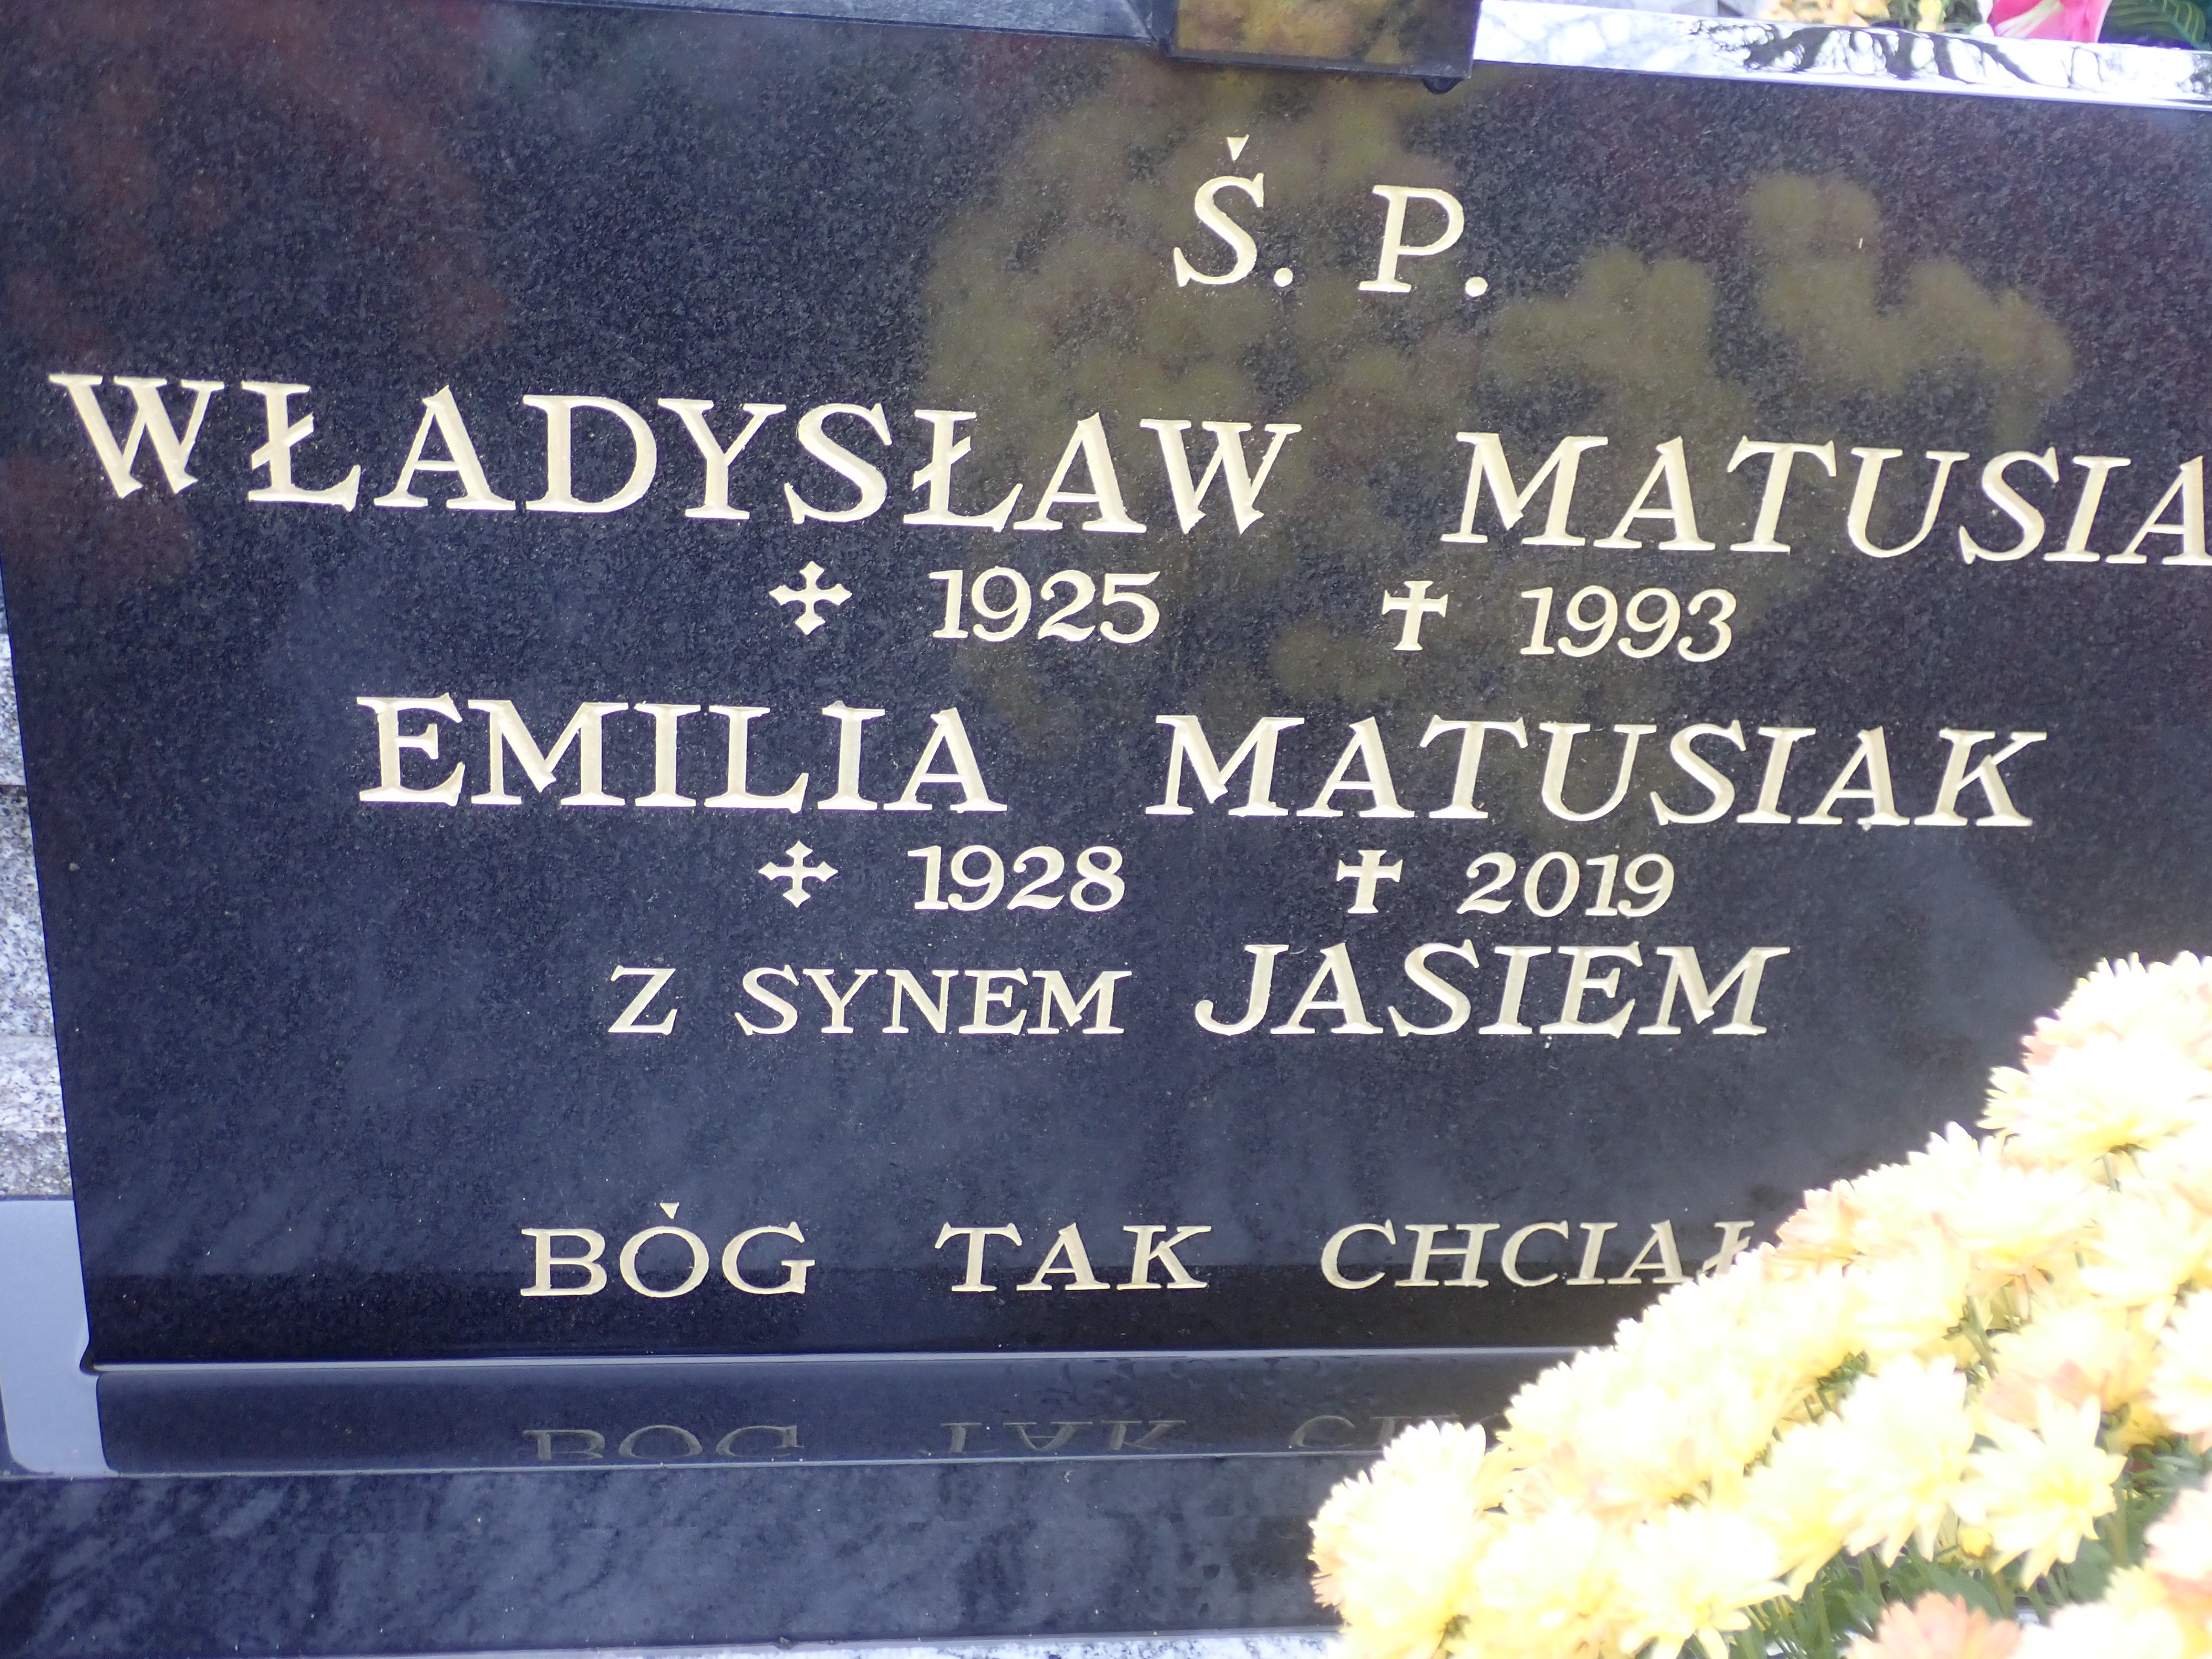 Ś. P.
WŁADYSŁAW MATUSIA
✣ 1925 ✝ 1993
EMILIA MATUSIAK
✣ 1928 ✝ 2019
Z SYNEM JASIEM
BÓG TAK CHCIAŁ